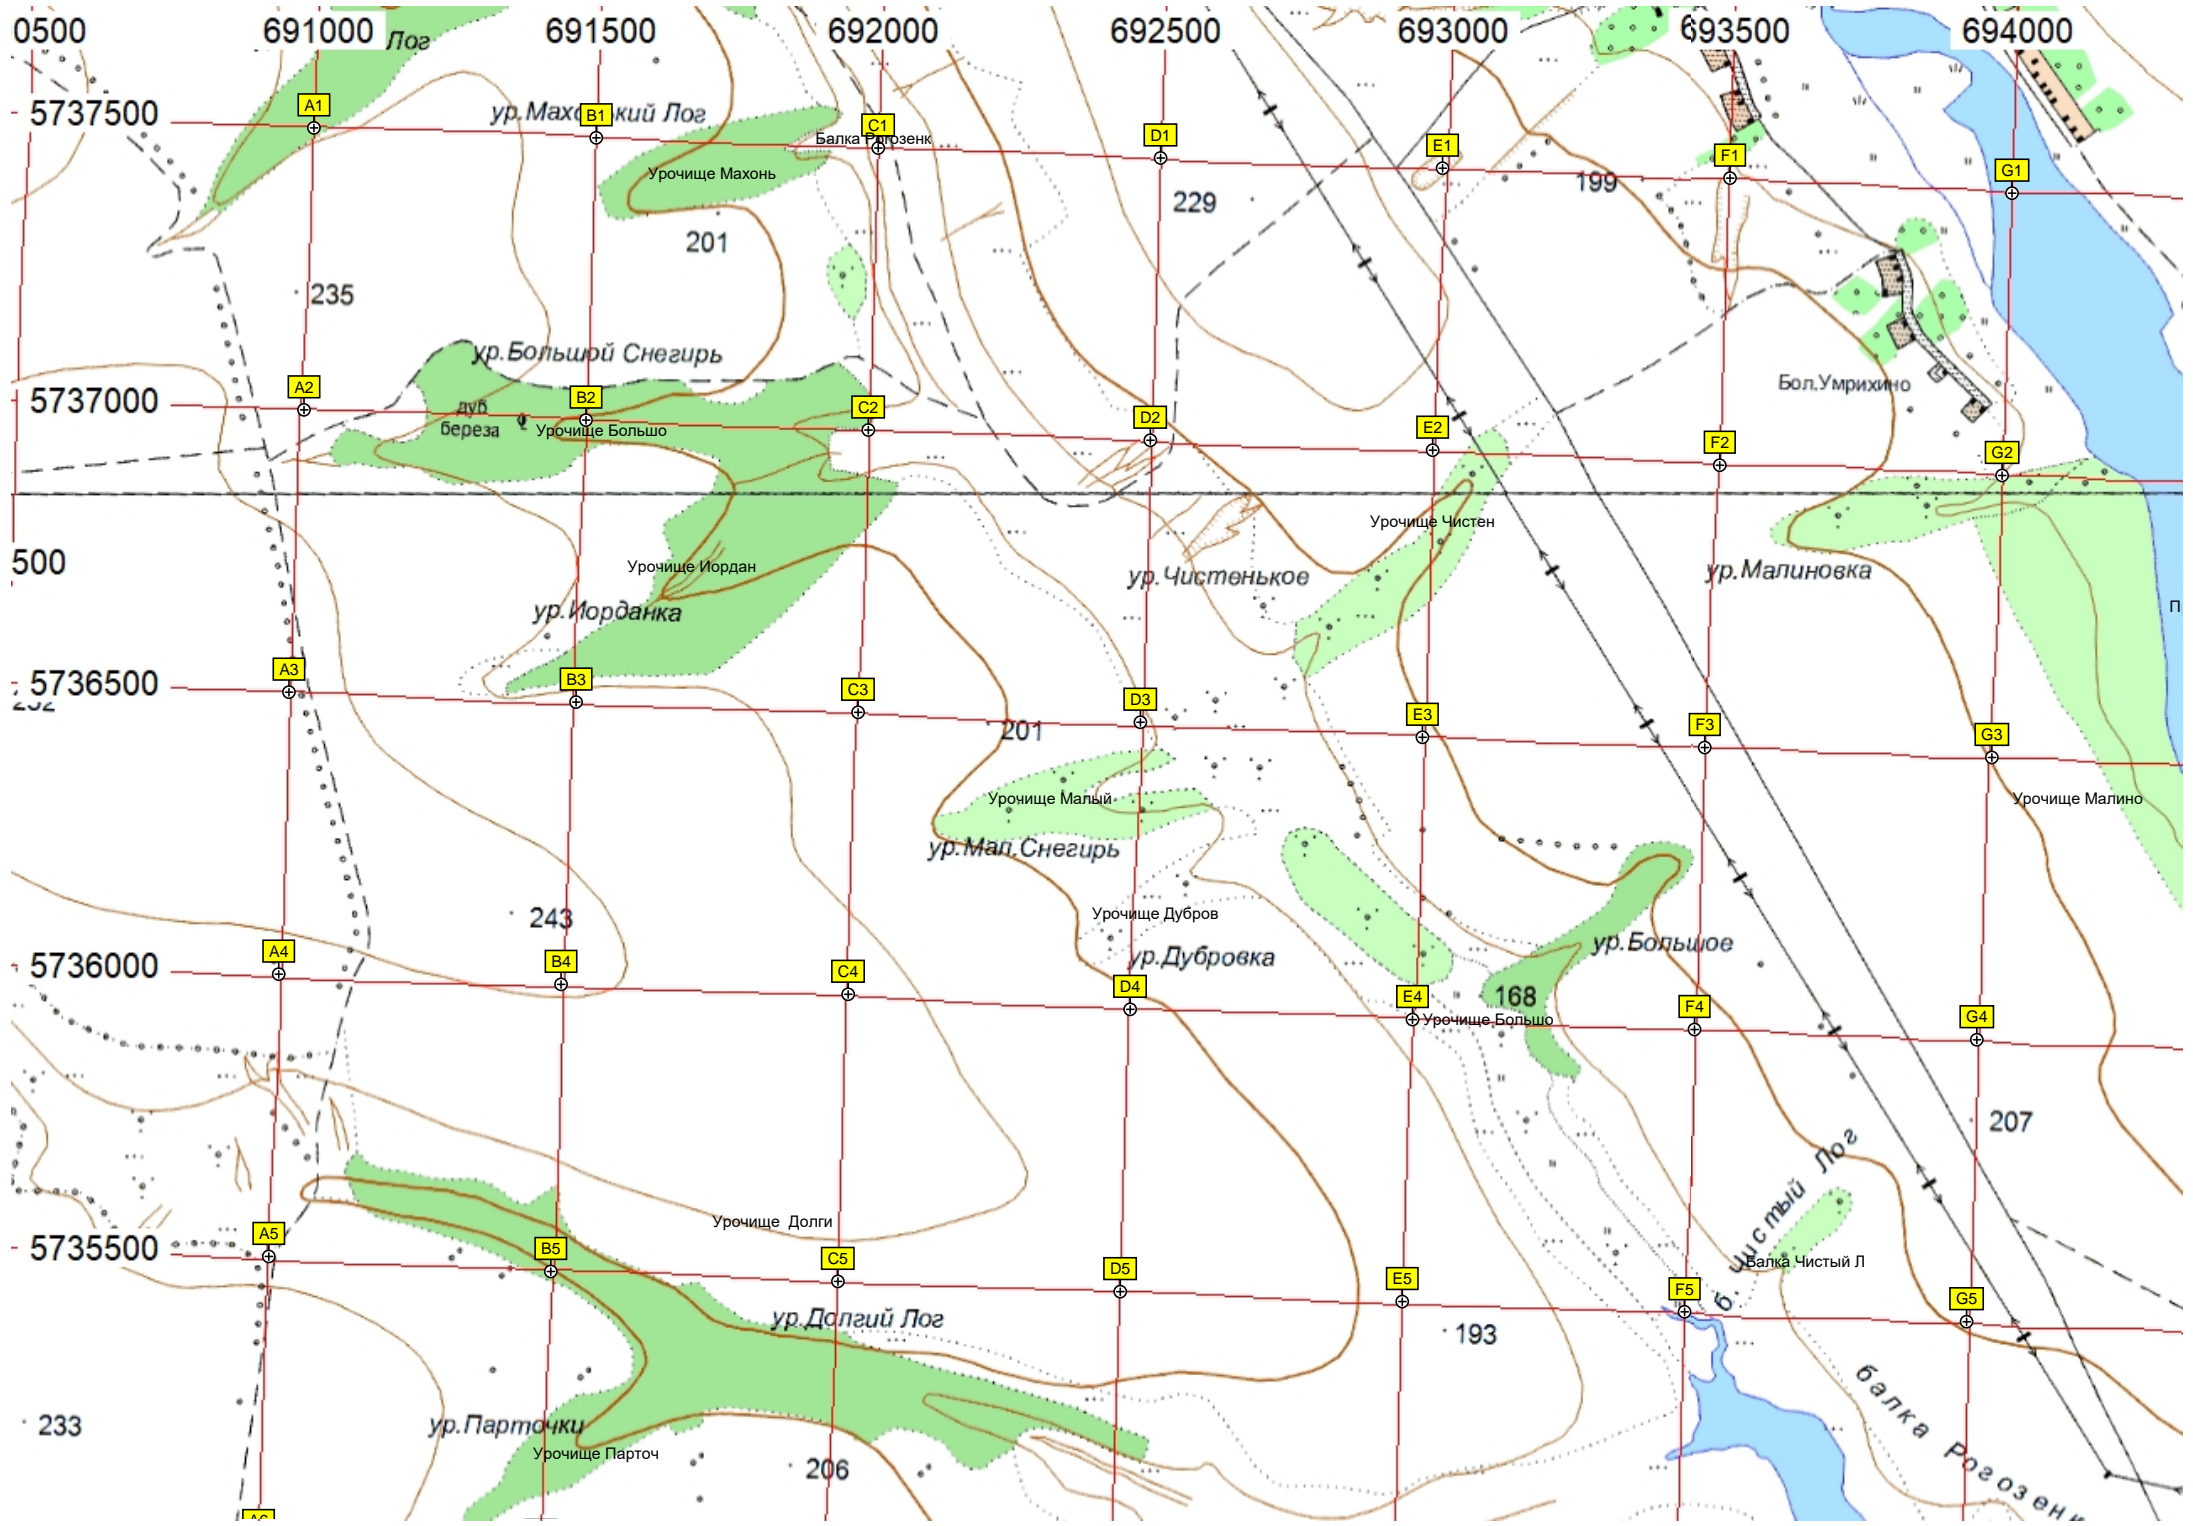 0500 691000 691500 692000 692500 693000 693500 694000
Лог
5737500
A1
B1
C1
D1
E1
F1
G1
Балка Рогозенк
Урочище Махонь
199
229
201
235
ур.Большой Снегирь
5737000
A2
B2
C2
D2
E2
F2
G2
Бол.Умрихино
дуб
береза
Урочище Большо
Урочище Чистен
500
Урочище Иордан
ур.Чистенькое
ур.Малиновка
ур.Иорданка
5736500
A3
B3
C3
D3
E3
F3
G3
201
Урочище Малый
Урочище Малино
ур.Мал.Снегирь
243
Урочище Дубров
ур.Дубровка
ур.Большое
5736000
A4
B4
C4
D4
E4
F4
G4
168
Урочище Большо
207
Урочище Долги
б. Чистый Лог
Балка Чистый Л
5735500
A5
B5
C5
D5
E5
F5
G5
ур.Долгий Лог
193
233
ур.Парточки
Урочище Парточ
206
балка Рогозенк